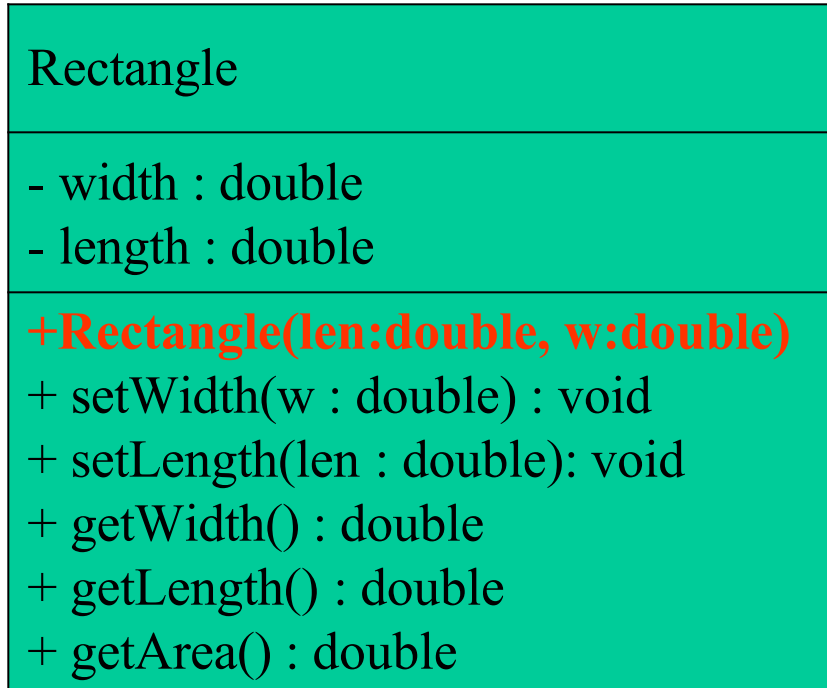 Rectangle
- width : double
- length : double
+Rectangle(len:double, w:double)
+ setWidth(w : double) : void
+ setLength(len : double): void
+ getWidth() : double
+ getLength() : double
+ getArea() : double